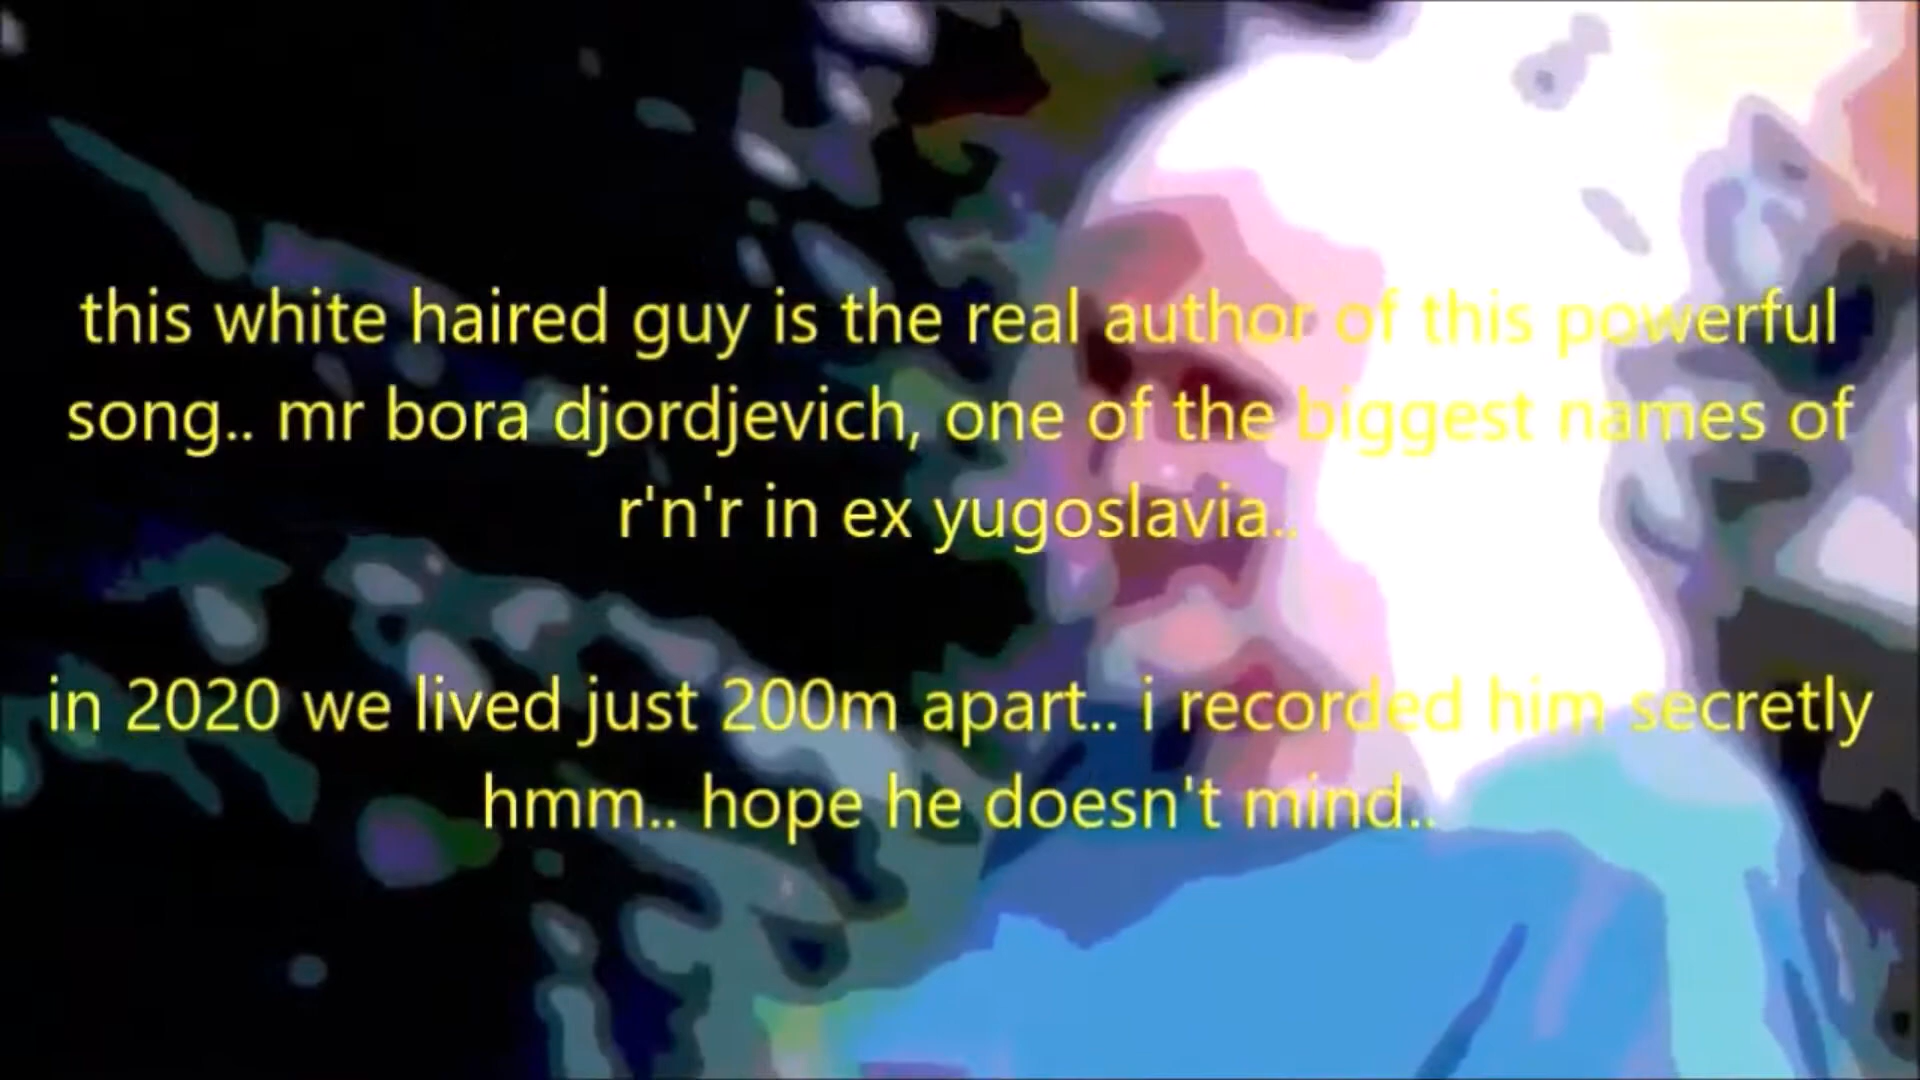 this white haired guy is the real author of this powerful
song.. mr bora djordjevich, one of the biggest names of
r'n'r in ex yugoslavia..
in 2020 we lived just 200m apart.. i recorded him secretly
hmm.. hope he doesn't mind..